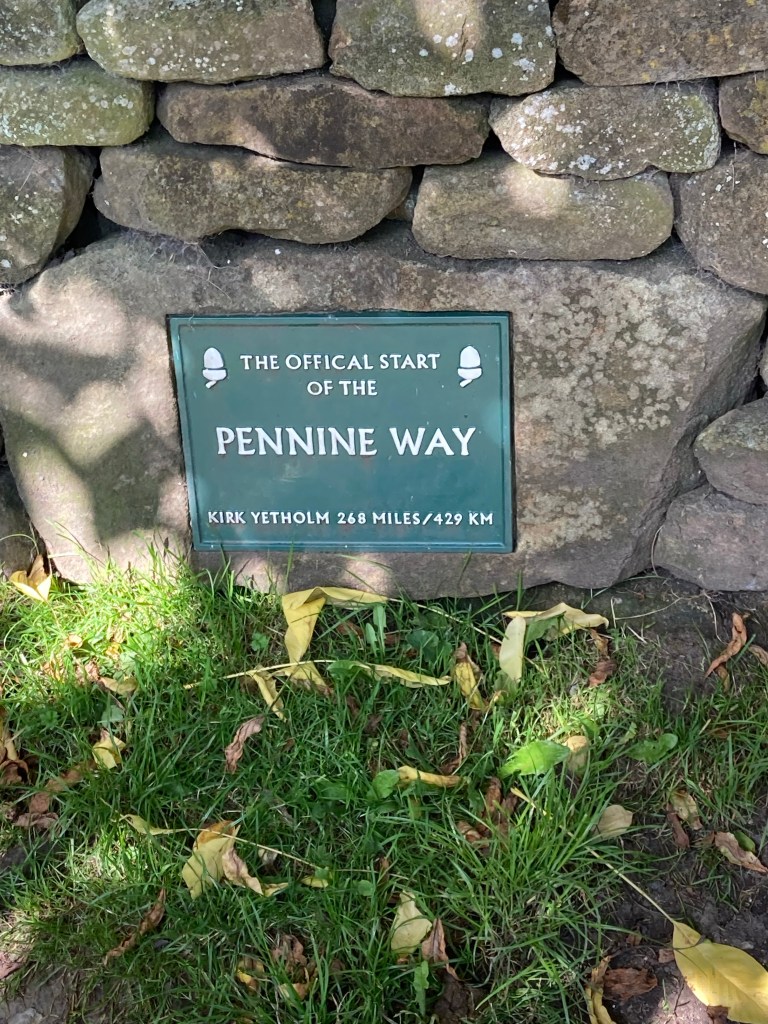 THE OFFICAL START
OF THE
PENNINE WAY
KIRK YETHOLM 268 MILES/429 KM